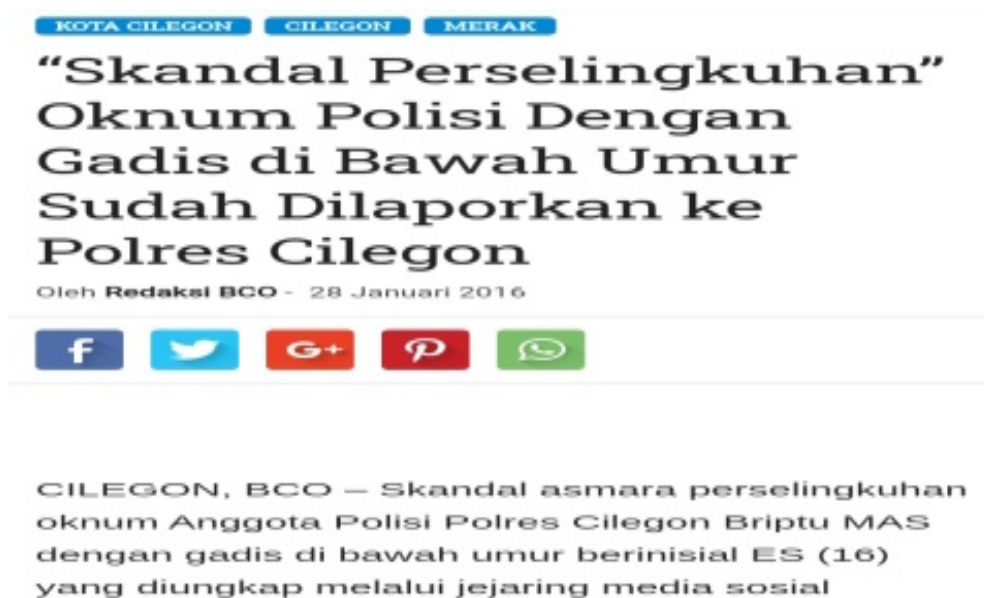 KOTA CILEGON CILEGON MERAK
“Skandal Perselingkuhan”
Oknum Polisi Dengan
Gadis di Bawah Umur
Sudah Dilaporkan ke
Polres Cilegon
Oleh Redaksi BCO - 28 Januari 2016
f G+
CILEGON, BCO – Skandal asmara perselingkuhan
oknum Anggota Polisi Polres Cilegon Briptu MAS
dengan gadis di bawah umur berinisial ES (16)
yang diungkap melalui jejaring media sosial